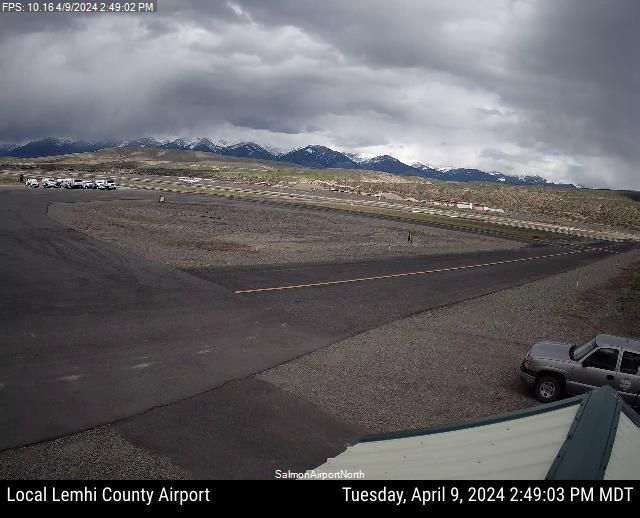 FPS: 10.16 4/9/2024 2:49:02 PM
SalmonAirportNorth
Local Lemhi County Airport
Tuesday, April 9, 2024 2:49:03 PM MDT